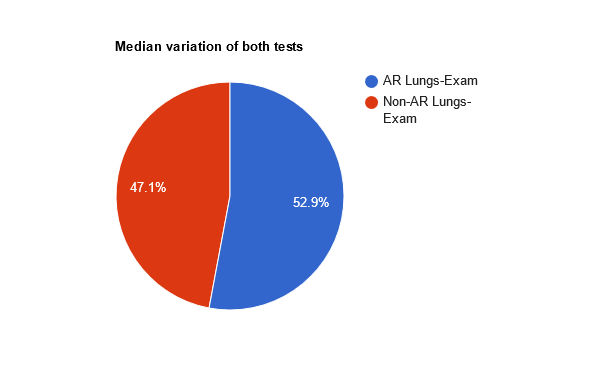 Median variation of both tests
AR Lungs-Exam
Non-AR Lungs-
Exam
47.1%
52.9%